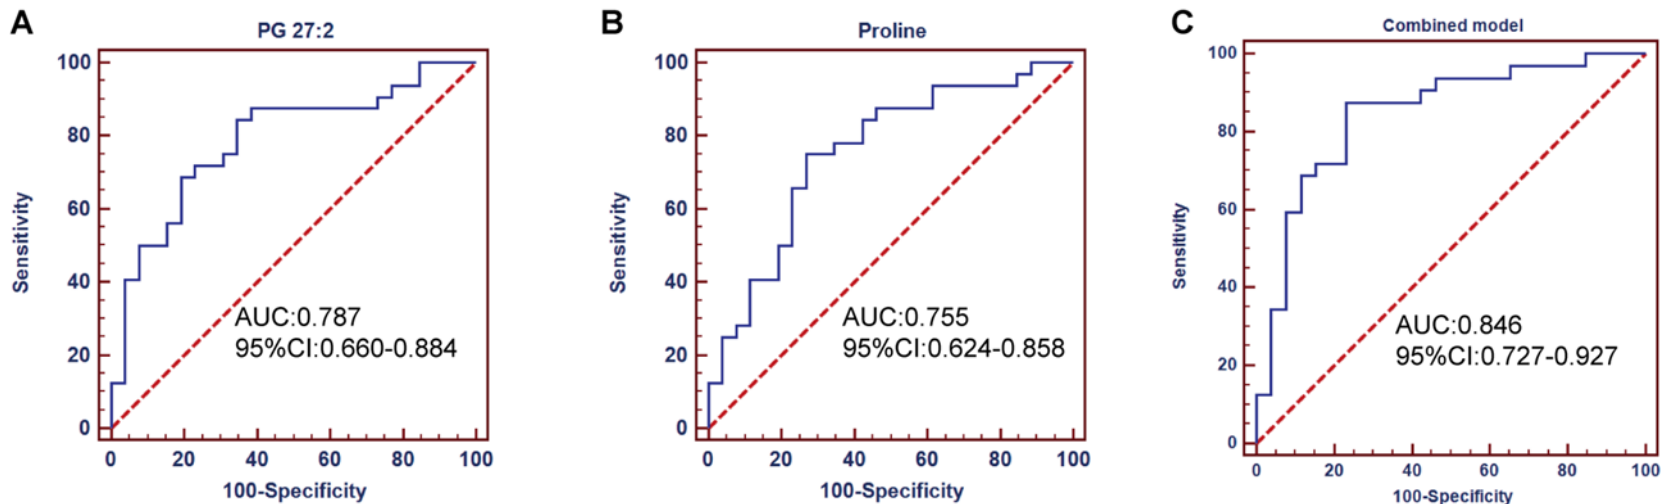 A
PG 27:2
100
80
60
40
20
0
Sensitivity
AUC:0.787
95%CI:0.660-0.884
0 20 40 60 80 100
100-Specificity
B
Proline
100
80
60
40
20
0
Sensitivity
AUC:0.755
95%CI:0.624-0.858
0 20 40 60 80 100
100-Specificity
C
Combined model
100
80
60
40
20
0
Sensitivity
AUC:0.846
95%CI:0.727-0.927
0 20 40 60 80 100
100-Specificity